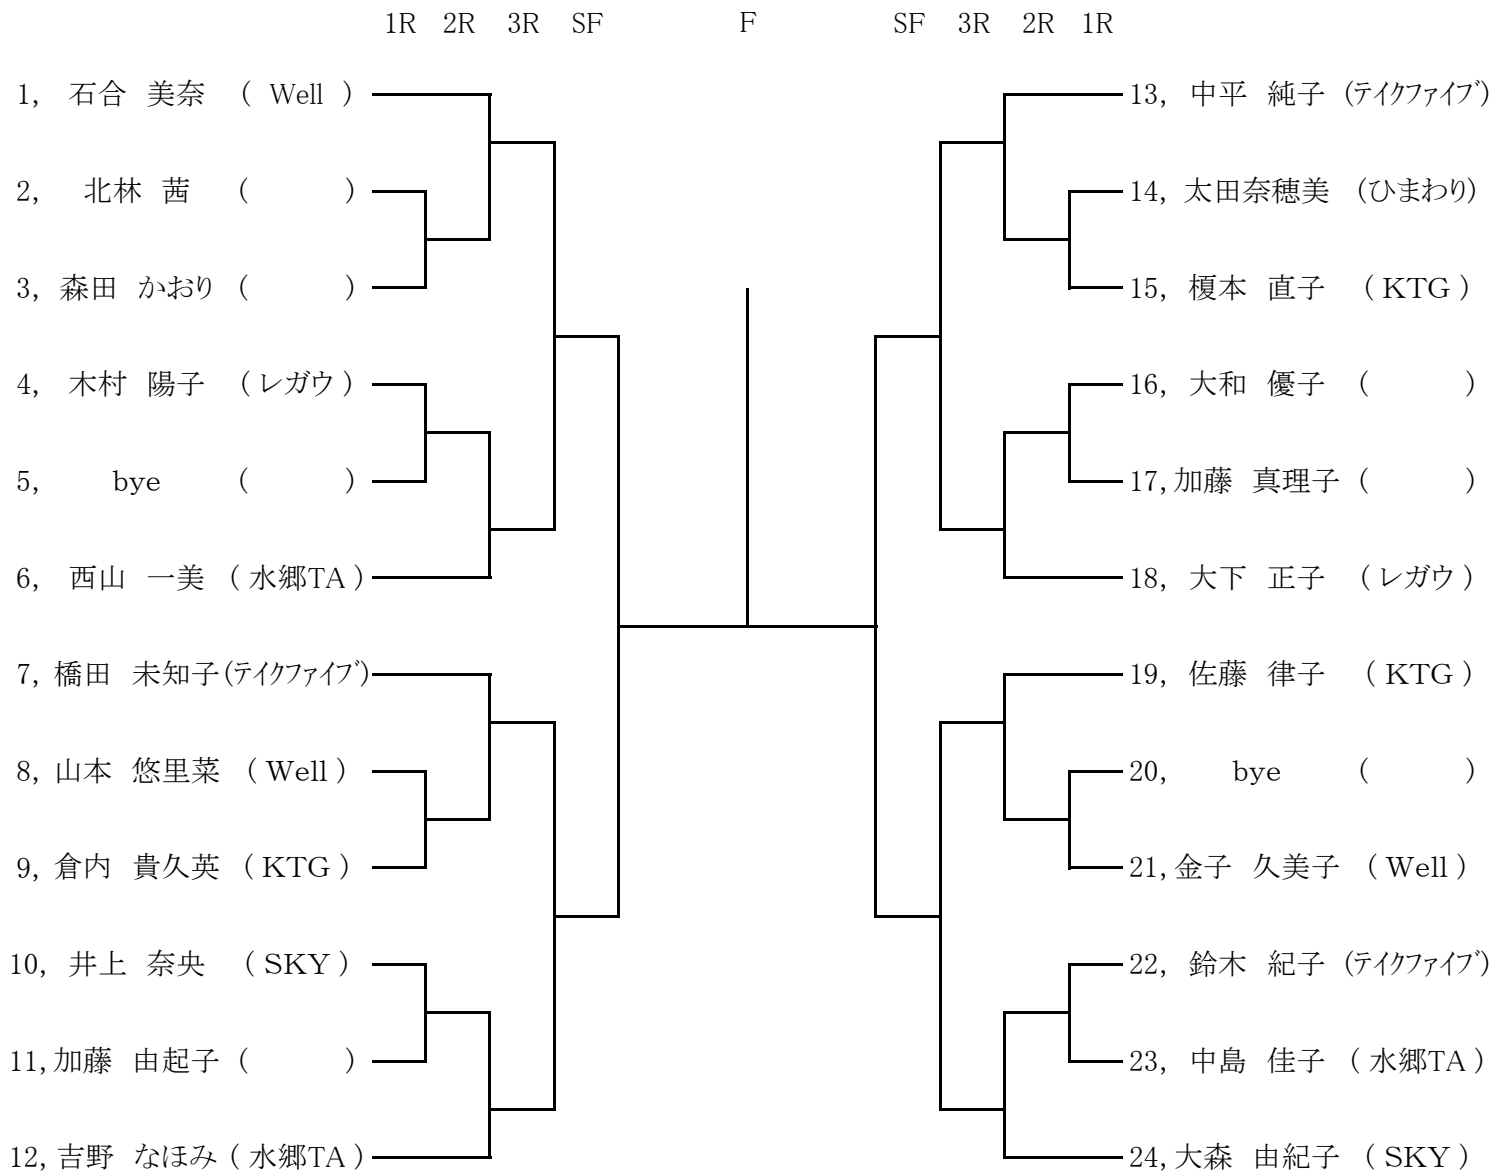 1R 2R 3R SF F SF 3R 2R 1R
1, 石合 美奈 ( Well )
2, 北林 茜 ( )
3, 森田 かおり ( )
4, 木村 陽子 (レガウ)
5, bye ( )
6, 西山 一美 (水郷TA)
7, 橋田 未知子(テイクファイブ)
8, 山本 悠里菜 (Well)
9, 倉内 貴久英 (KTG)
10, 井上 奈央 (SKY)
11, 加藤 由起子 ( )
12, 吉野 なほみ (水郷TA)
13, 中平 純子 (テイクファイブ)
14, 太田奈穂美 (ひまわり)
15, 榎本 直子 (KTG)
16, 大和 優子 ( )
17, 加藤 真理子 ( )
18, 大下 正子 (レガウ)
19, 佐藤 律子 (KTG)
20, bye ( )
21, 金子 久美子 (Well)
22, 鈴木 紀子 (テイクファイブ)
23, 中島 佳子 (水郷TA)
24, 大森 由紀子 (SKY)